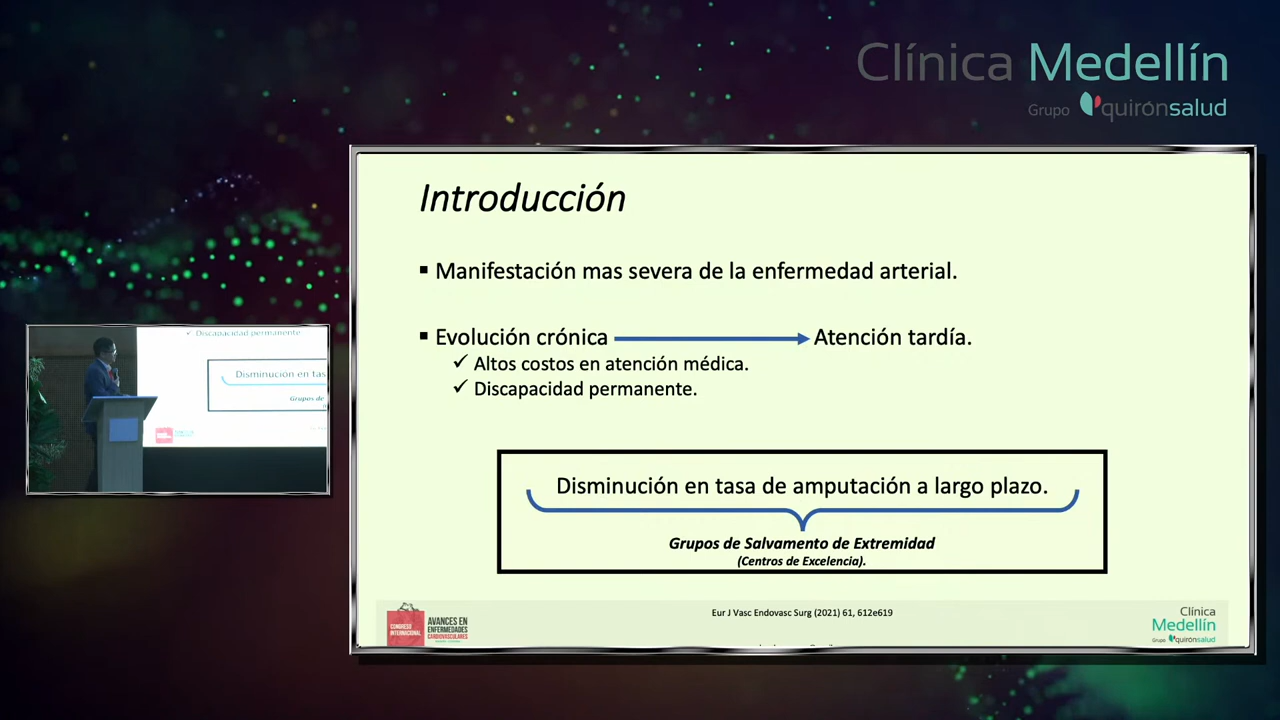 Clínica Medellín
Grupo quirónsalud
Introducción
▪ Manifestación mas severa de la enfermedad arterial.
▪ Evolución crónica Atención tardía.
✓ Altos costos en atención médica.
✓ Discapacidad permanente.
Disminución en tasa de amputación a largo plazo.
Grupos de Salvamento de Extremidad
(Centros de Excelencia).
Eur J Vasc Endovasc Surg (2021) 61, 612e619
CONGRESO
INTERNACIONAL
AVANCES EN
ENFERMEDADES
CARDIOVASCULARES
Clínica
Medellín
Grupo quirónsalud
✓ Discapacidad permanente
Disminución en tas
Grupos de